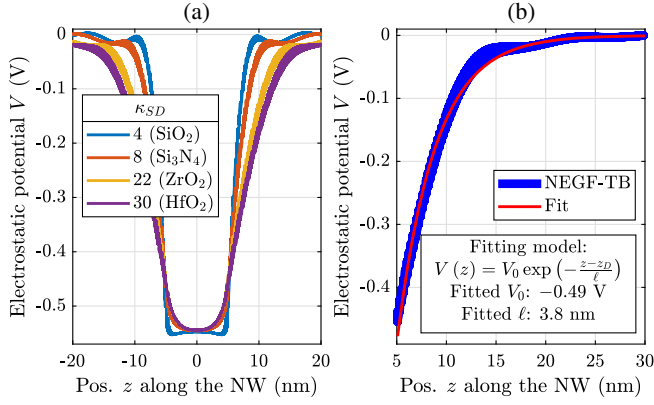 (a)
Electrostatic potential V (V)
0
-0.1
-0.2
-0.3
-0.4
-0.5
κ_SD
4 (SiO₂)
8 (Si₃N₄)
22 (ZrO₂)
30 (HfO₂)
-20 -10 0 10 20
Pos. z along the NW (nm)
(b)
Electrostatic potential V (V)
0
-0.1
-0.2
-0.3
-0.4
NEGF-TB
Fit
Fitting model:
V (z) = V₀ exp (−(z−z_D)/ℓ)
Fitted V₀: −0.49 V
Fitted ℓ: 3.8 nm
5 10 15 20 25 30
Pos. z along the NW (nm)